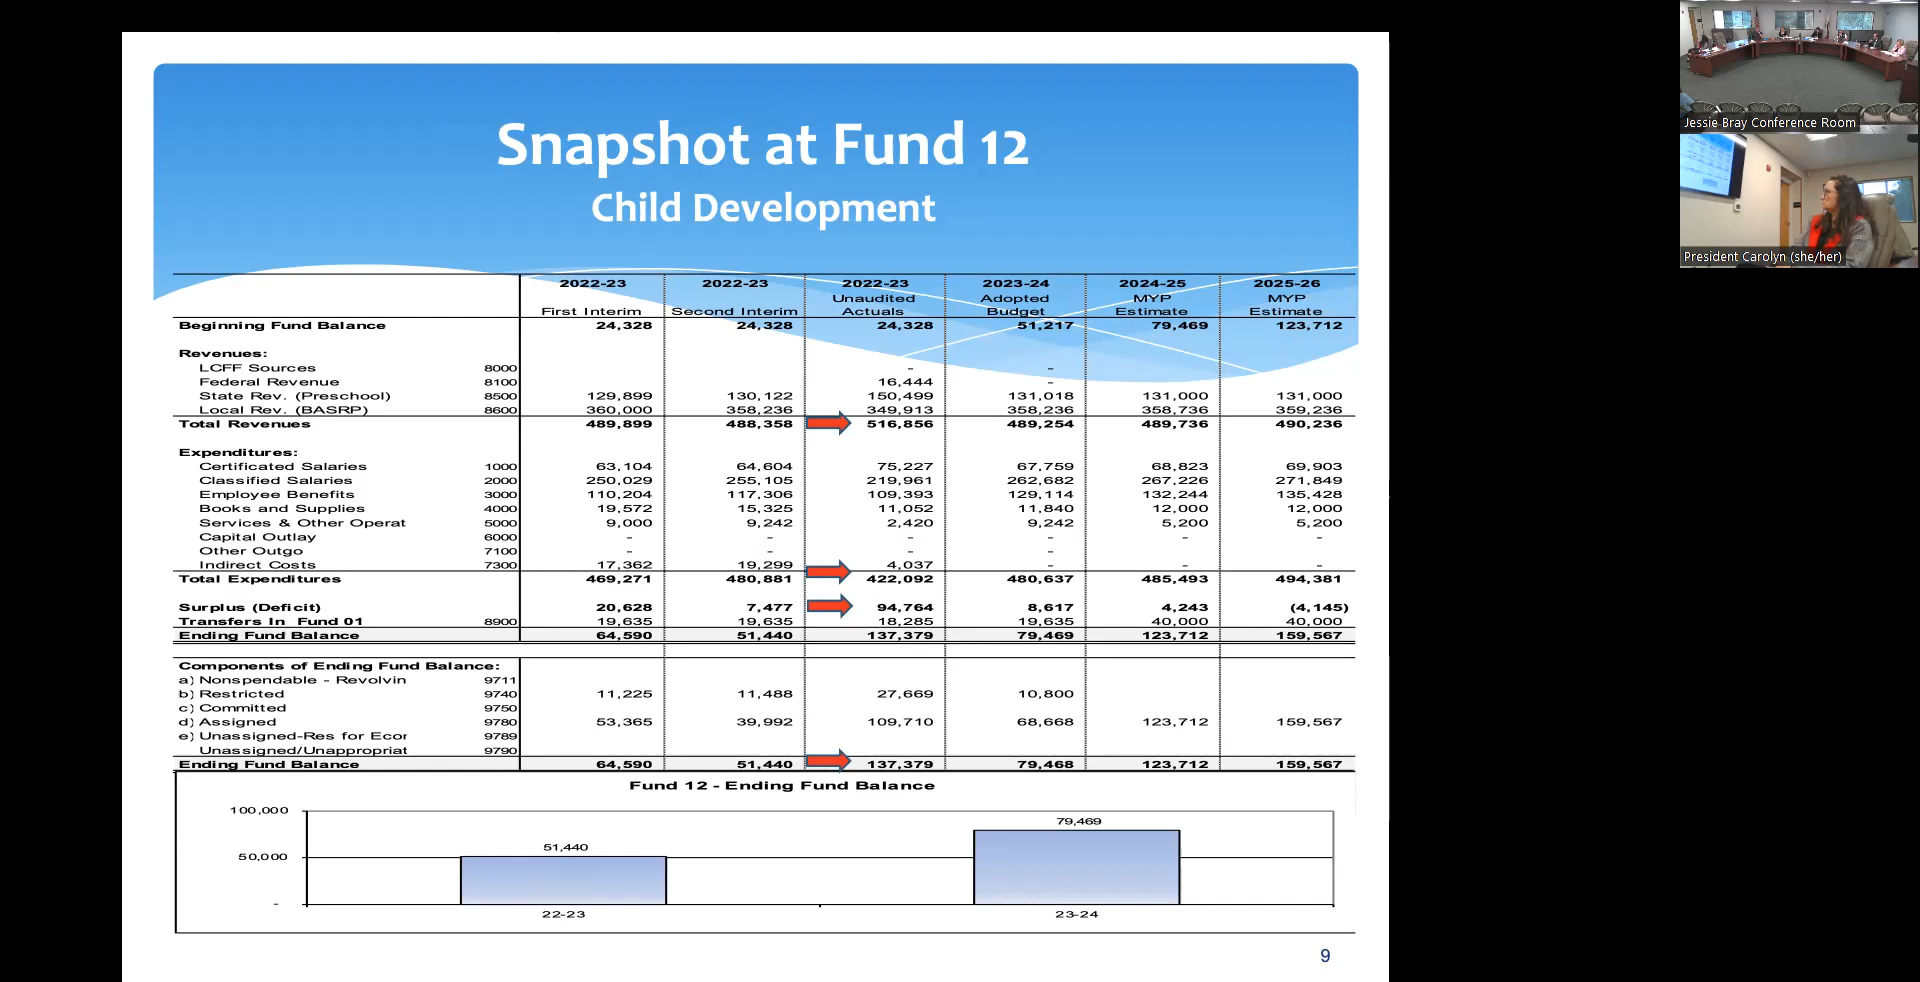 Snapshot at Fund 12
Child Development
2022-23 2022-23 2022-23 2023-24 2024-25 2025-26
Unaudited Adopted MYP MYP
First Interim Second Interim Actuals Budget Estimate Estimate
Beginning Fund Balance 24,328 24,328 24,328 51,217 79,469 123,712
Revenues:
LCFF Sources 8000 - -
Federal Revenue 8100 16,444 -
State Rev. (Preschool) 8500 129,899 130,122 150,499 131,018 131,000 131,000
Local Rev. (BASRP) 8600 360,000 358,236 349,913 358,236 358,736 359,236
Total Revenues 489,899 488,358 516,856 489,254 489,736 490,236
Expenditures:
Certificated Salaries 1000 63,104 64,604 75,227 67,759 68,823 69,903
Classified Salaries 2000 250,029 255,105 219,961 262,682 267,226 271,849
Employee Benefits 3000 110,204 117,306 109,393 129,114 132,244 135,428
Books and Supplies 4000 19,572 15,325 11,052 11,840 12,000 12,000
Services & Other Operat 5000 9,000 9,242 2,420 9,242 5,200 5,200
Capital Outlay 6000 - - - - - -
Other Outgo 7100 - - - -
Indirect Costs 7300 17,362 19,299 4,037 - - -
Total Expenditures 469,271 480,881 422,092 480,637 485,493 494,381
Surplus (Deficit) 20,628 7,477 94,764 8,617 4,243 (4,145)
Transfers In Fund 01 8900 19,635 19,635 18,285 19,635 40,000 40,000
Ending Fund Balance 64,590 51,440 137,379 79,469 123,712 159,567
Components of Ending Fund Balance:
a) Nonspendable - Revolvin 9711
b) Restricted 9740 11,225 11,488 27,669 10,800
c) Committed 9750
d) Assigned 9780 53,365 39,992 109,710 68,668 123,712 159,567
e) Unassigned-Res for Ecor 9789
Unassigned/Unappropriat 9790
Ending Fund Balance 64,590 51,440 137,379 79,468 123,712 159,567
Fund 12 - Ending Fund Balance
100,000
79,469
51,440
50,000
-
22-23 23-24
9
Jessie Bray Conference Room
President Carolyn (she/her)